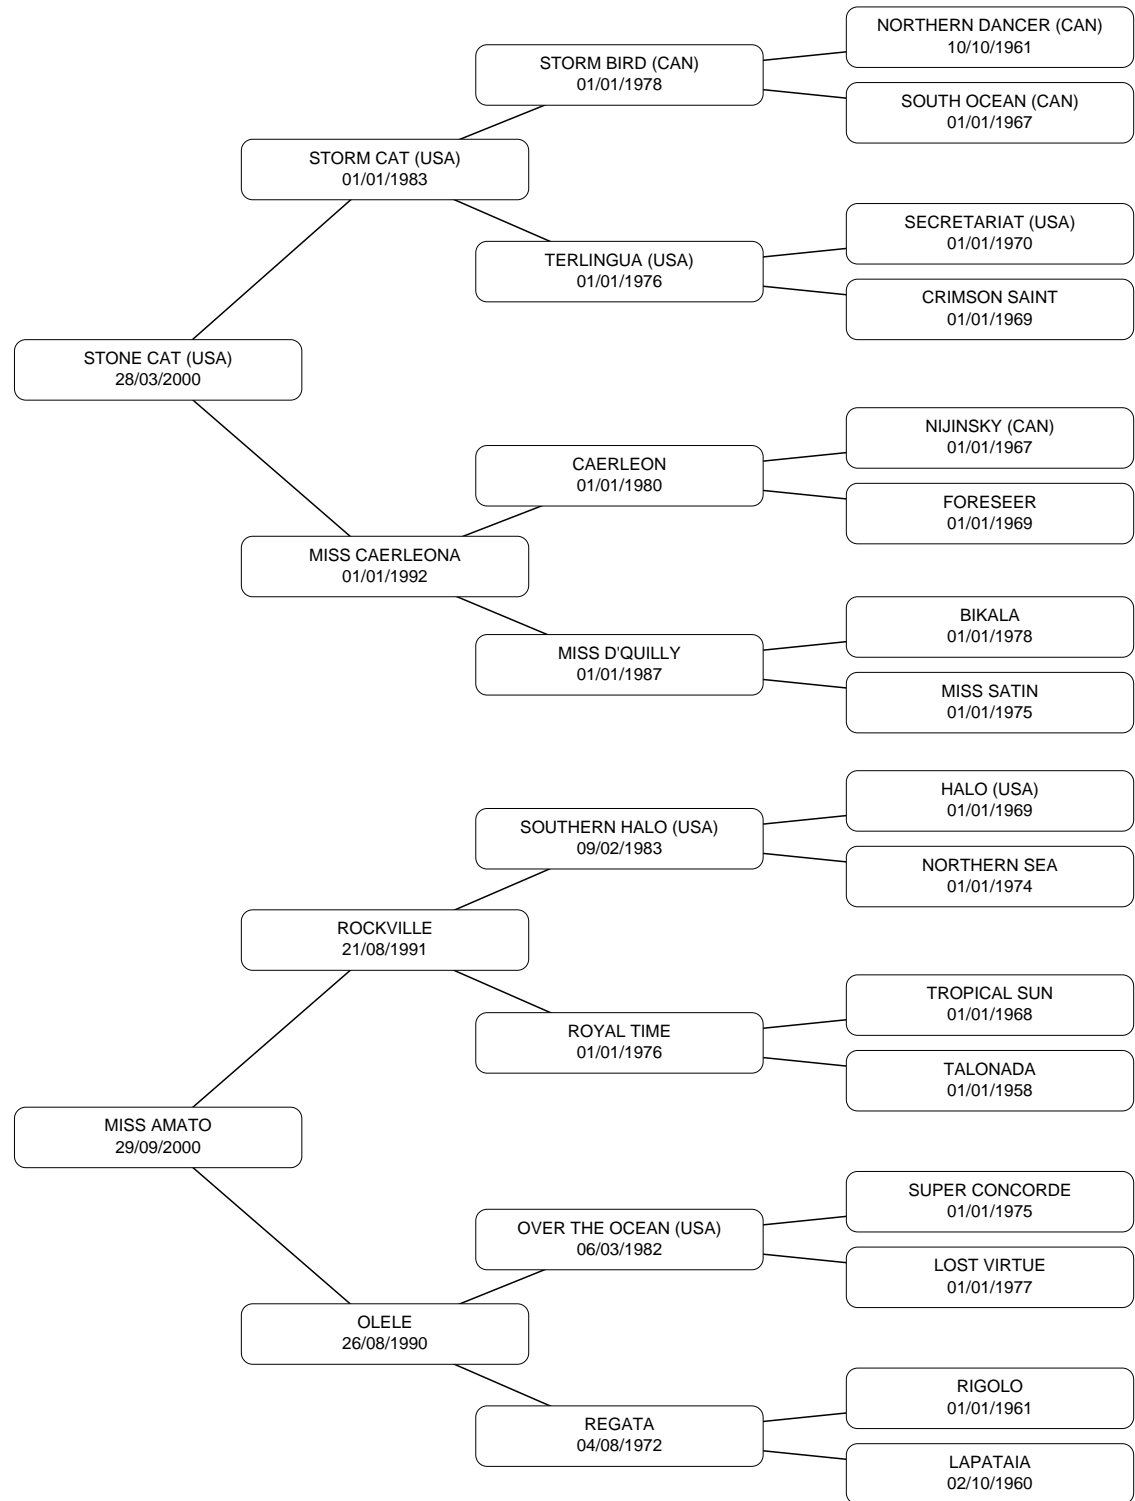 NORTHERN DANCER (CAN)
10/10/1961
STORM BIRD (CAN)
01/01/1978
SOUTH OCEAN (CAN)
01/01/1967
STORM CAT (USA)
01/01/1983
SECRETARIAT (USA)
01/01/1970
TERLINGUA (USA)
01/01/1976
CRIMSON SAINT
01/01/1969
STONE CAT (USA)
28/03/2000
NIJINSKY (CAN)
01/01/1967
CAERLEON
01/01/1980
FORESEER
01/01/1969
MISS CAERLEONA
01/01/1992
BIKALA
01/01/1978
MISS D'QUILLY
01/01/1987
MISS SATIN
01/01/1975
HALO (USA)
01/01/1969
SOUTHERN HALO (USA)
09/02/1983
NORTHERN SEA
01/01/1974
ROCKVILLE
21/08/1991
TROPICAL SUN
01/01/1968
ROYAL TIME
01/01/1976
TALONADA
01/01/1958
MISS AMATO
29/09/2000
SUPER CONCORDE
01/01/1975
OVER THE OCEAN (USA)
06/03/1982
LOST VIRTUE
01/01/1977
OLELE
26/08/1990
RIGOLO
01/01/1961
REGATA
04/08/1972
LAPATAIA
02/10/1960